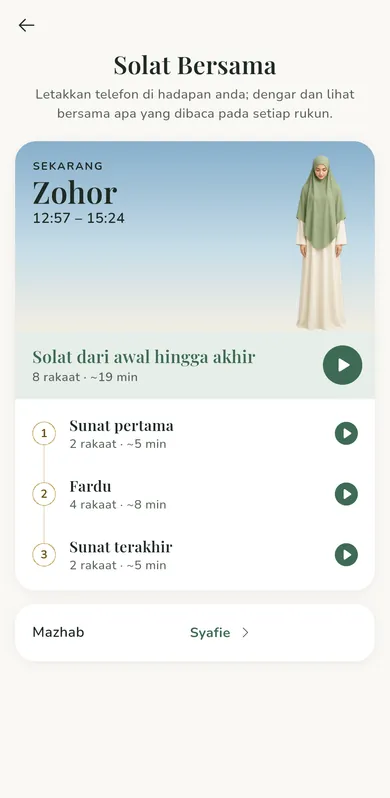 Solat Bersama
Letakkan telefon di hadapan anda; dengar dan lihat
bersama apa yang dibaca pada setiap rukun.
SEKARANG
Zohor
12:57 – 15:24
Solat dari awal hingga akhir
8 rakaat · ~19 min
1
Sunat pertama
2 rakaat · ~5 min
2
Fardu
4 rakaat · ~8 min
3
Sunat terakhir
2 rakaat · ~5 min
Mazhab Syafie